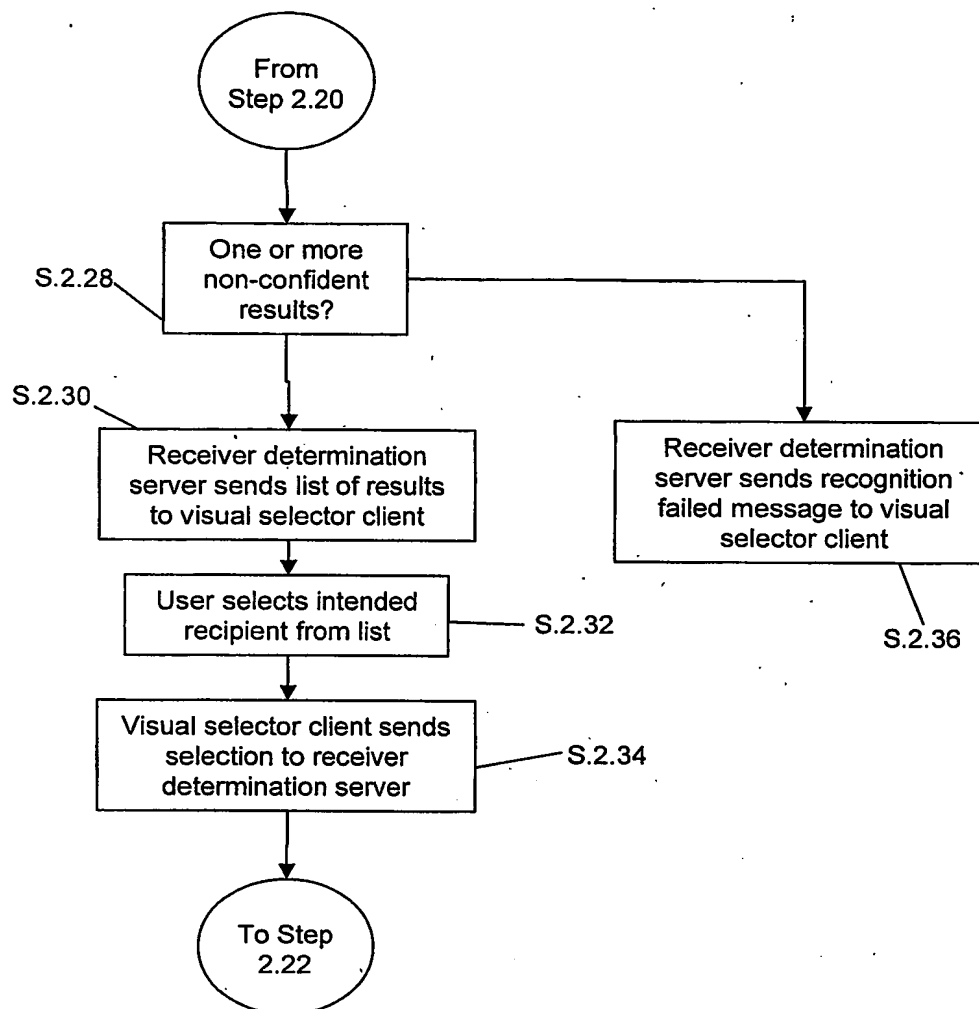 From
Step 2.20
One or more
non-confident
results?
S.2.28
S.2.30
Receiver determination
server sends list of results
to visual selector client
Receiver determination
server sends recognition
failed message to visual
selector client
User selects intended
recipient from list
S.2.32
S.2.36
Visual selector client sends
selection to receiver
determination server
S.2.34
To Step
2.22